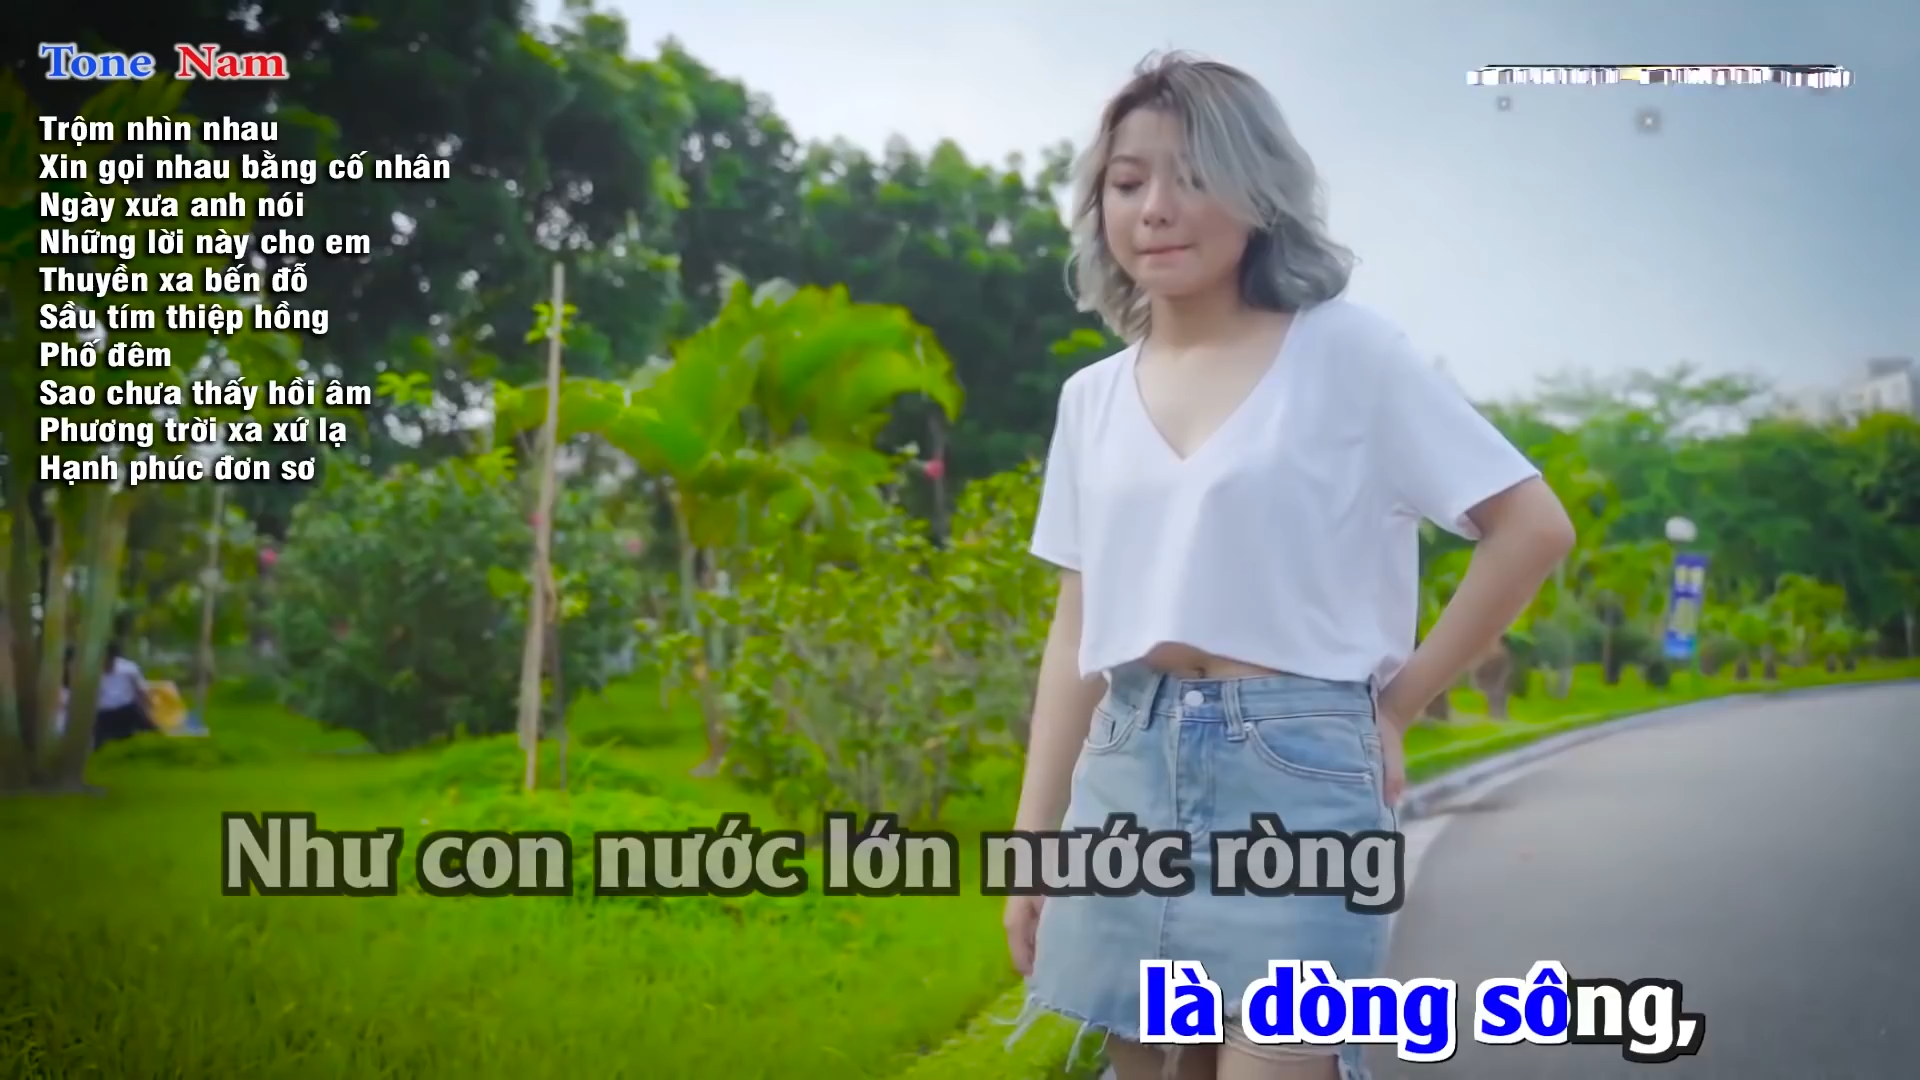 Tone Nam
Trộm nhìn nhau
Xin gọi nhau bằng cố nhân
Ngày xưa anh nói
Những lời này cho em
Thuyền xa bến đỗ
Sầu tím thiệp hồng
Phố đêm
Sao chưa thấy hồi âm
Phương trời xa xứ lạ
Hạnh phúc đơn sơ
Như con nước lớn nước ròng
là dòng sông,